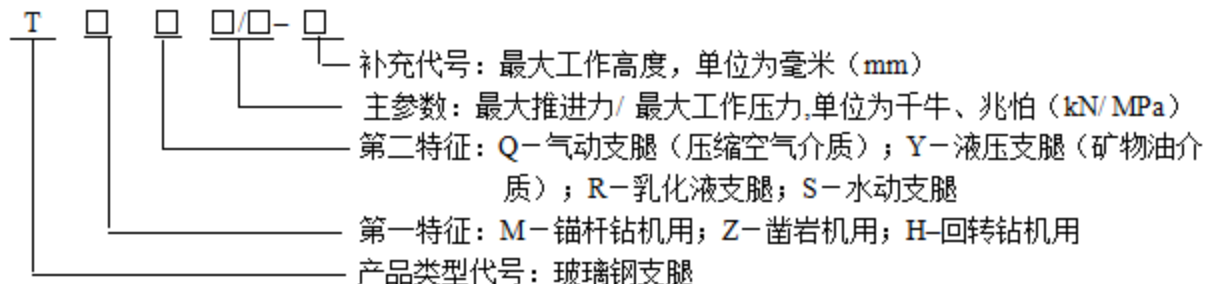 T □ □ □/□– □
补充代号：最大工作高度，单位为毫米（mm）
主参数：最大推进力/ 最大工作压力,单位为千牛、兆怕（kN/ MPa）
第二特征：Q－气动支腿（压缩空气介质）；Y－液压支腿（矿物油介
质）；R－乳化液支腿；S－水动支腿
第一特征：M－锚杆钻机用；Z－凿岩机用；H–回转钻机用
产品类型代号：玻璃钢支腿